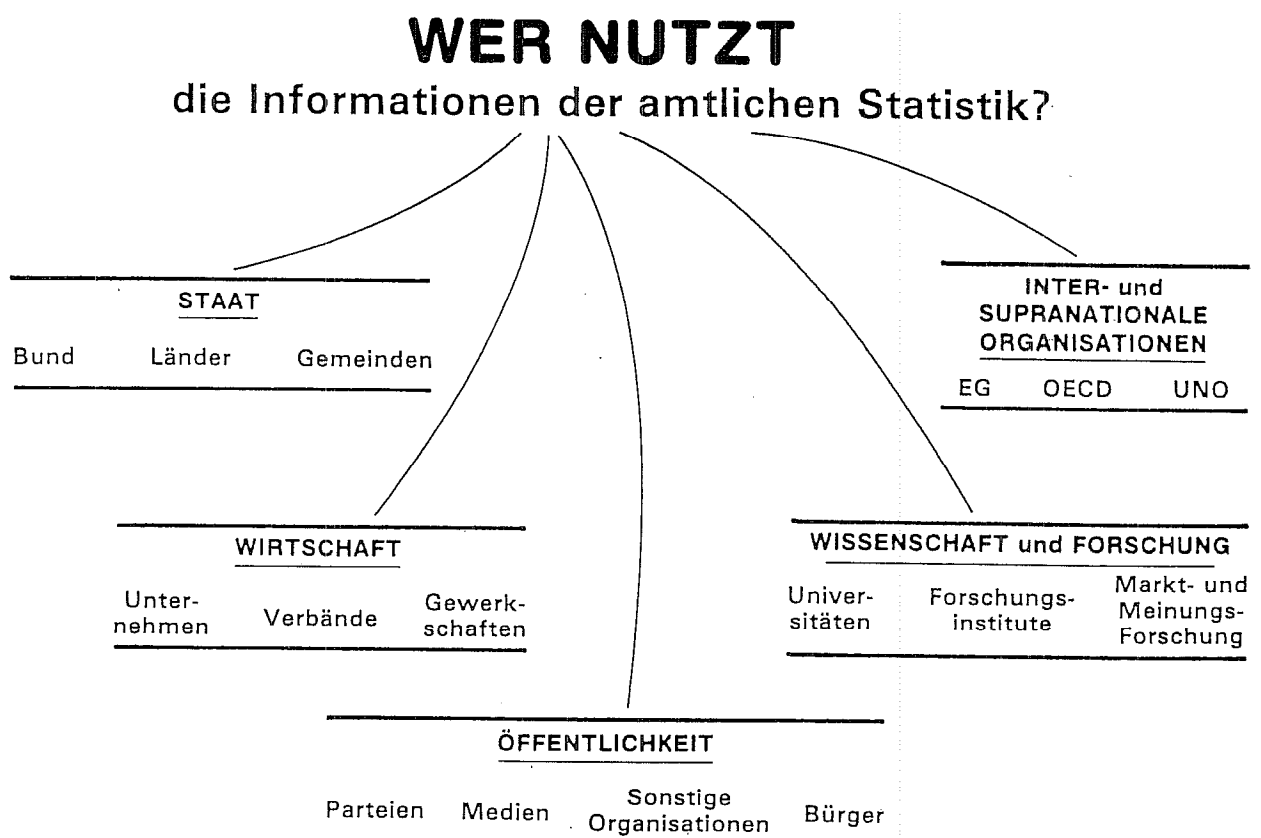 WER NUTZT
die Informationen der amtlichen Statistik?
STAAT
Bund Länder Gemeinden
INTER- und
SUPRANATIONALE
ORGANISATIONEN
EG OECD UNO
WIRTSCHAFT
Unter-
nehmen
Verbände
Gewerk-
schaften
WISSENSCHAFT und FORSCHUNG
Univer-
sitäten
Forschungs-
institute
Markt- und
Meinungs-
Forschung
ÖFFENTLICHKEIT
Parteien
Medien
Sonstige
Organisationen
Bürger